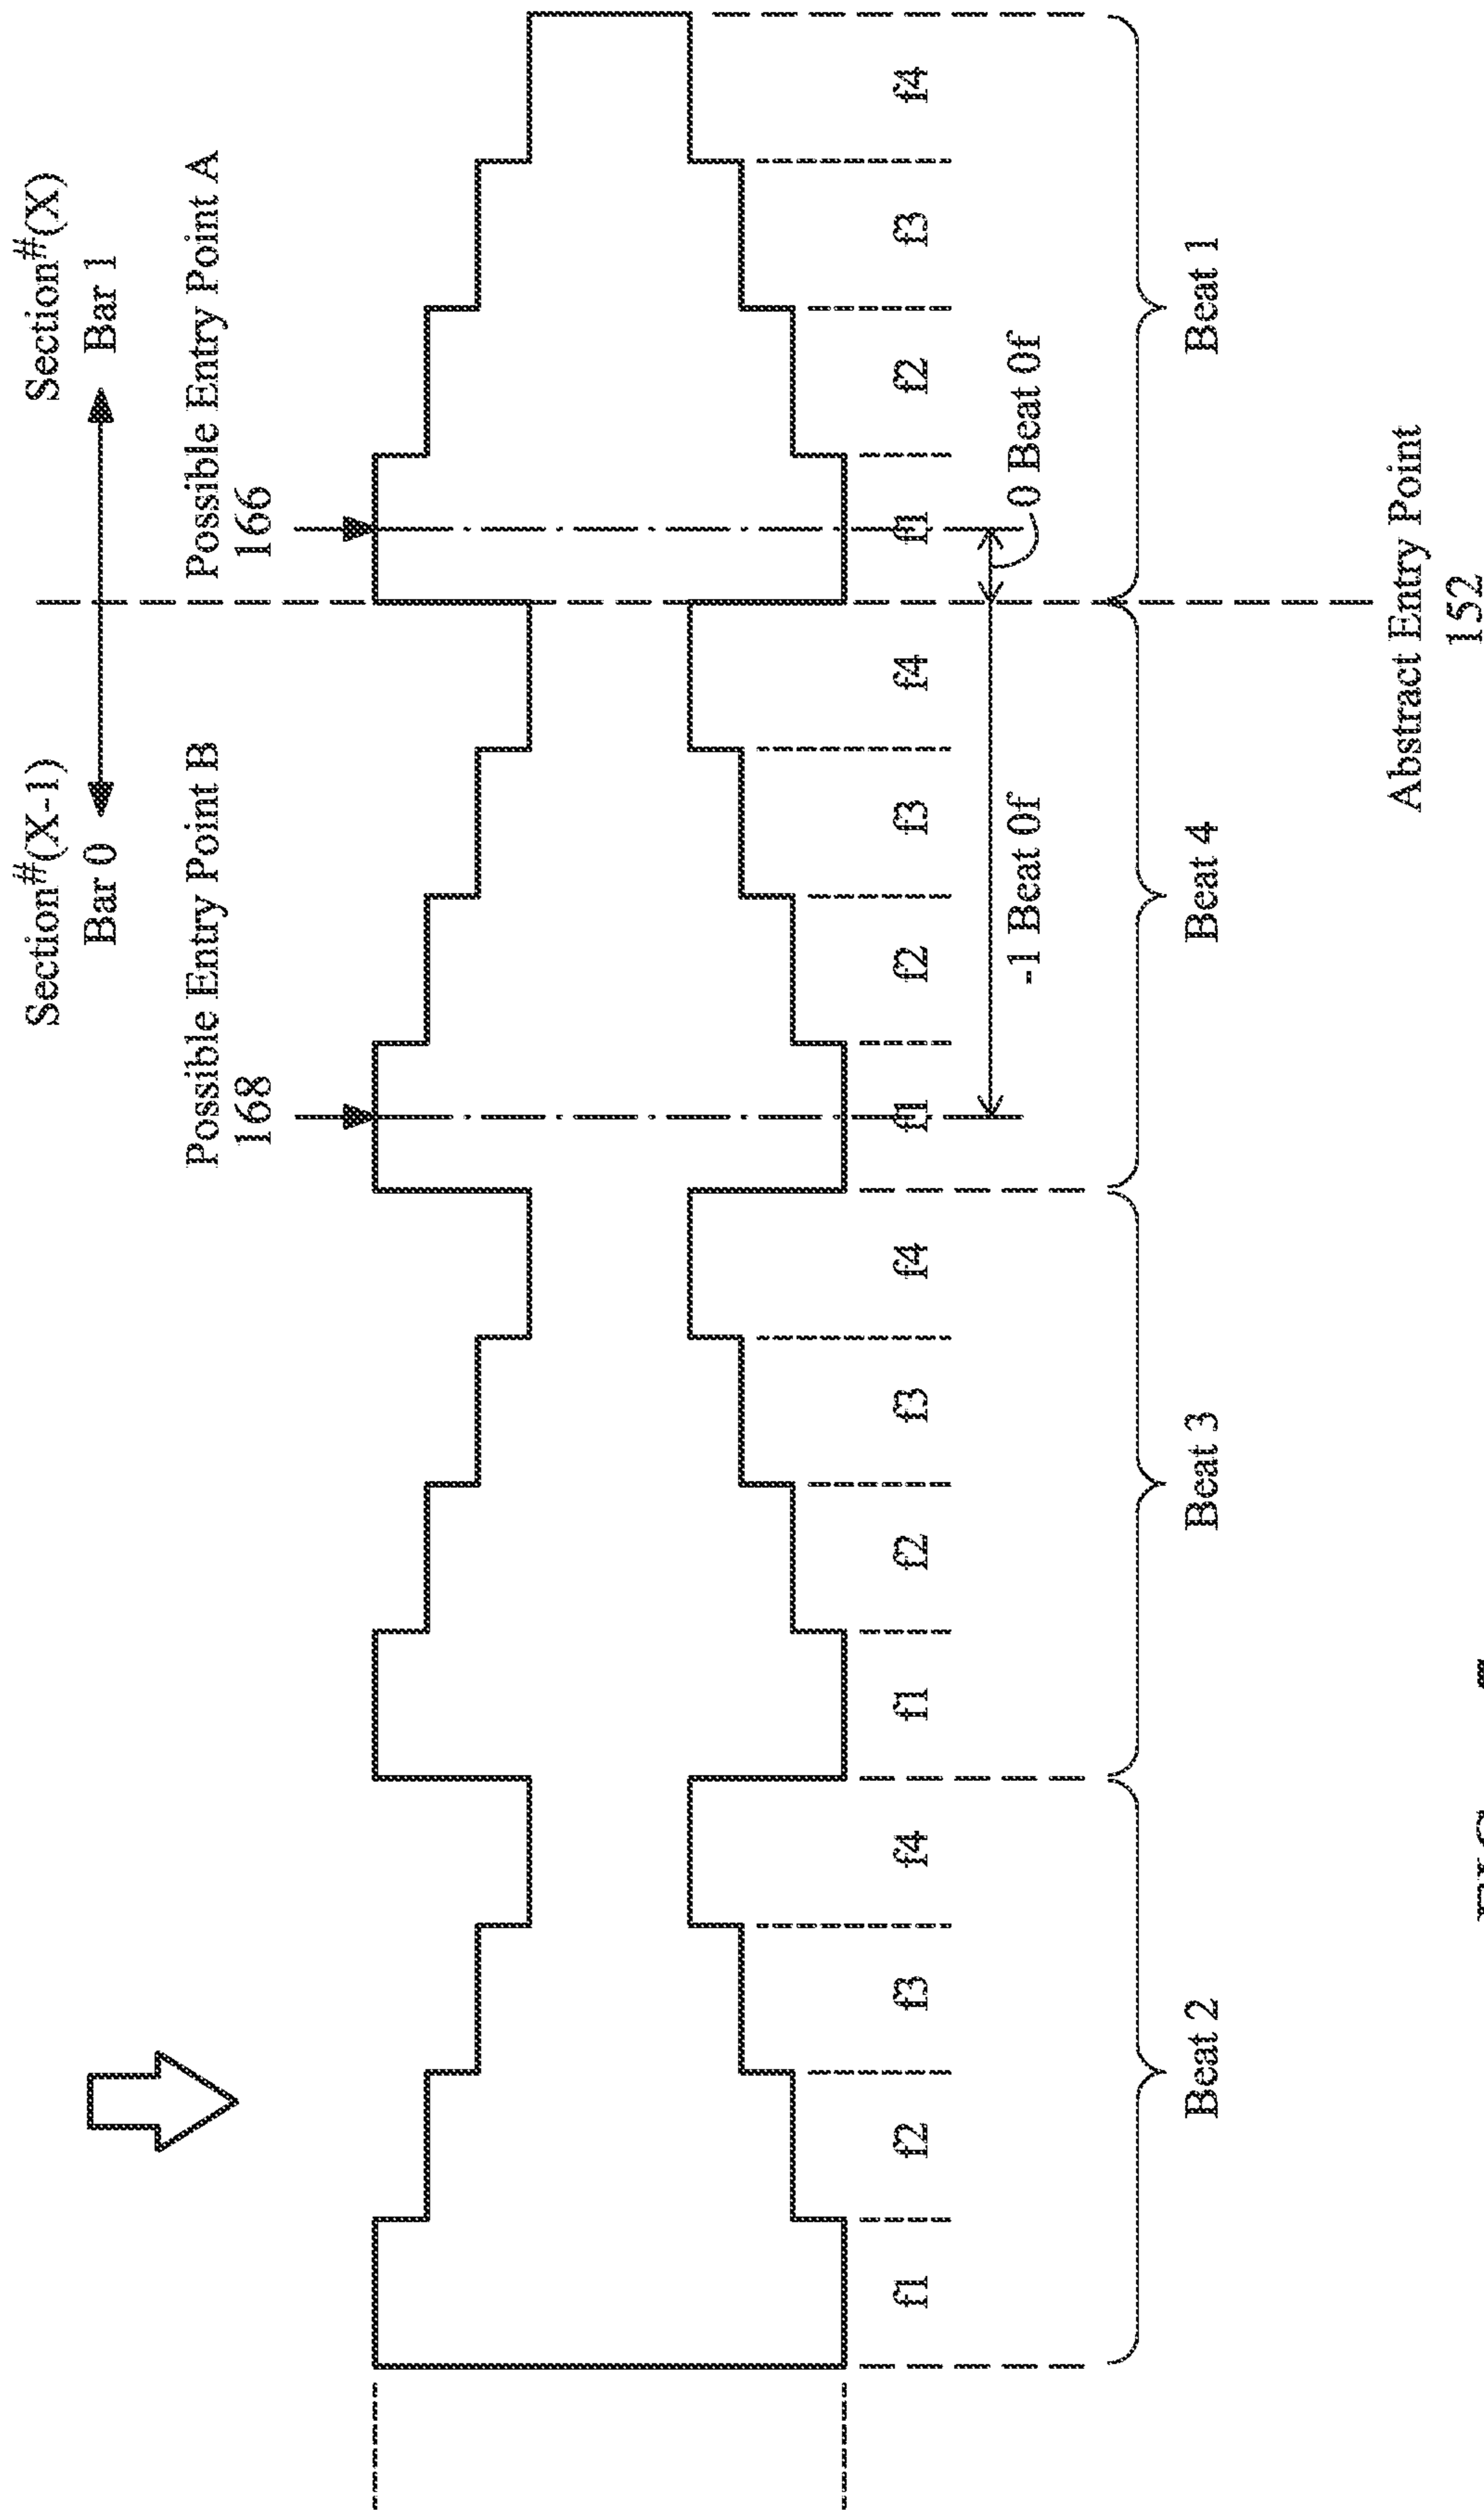 Section#(X-1)
Section#(X)
Bar 0
Bar 1
Possible Entry Point B
168
Possible Entry Point A
166
f1
f2
f3
f4
f1
f2
f3
f4
f1
f2
f3
f4
f1
f2
f3
f4
-1 Beat 0f
0 Beat 0f
Beat 2
Beat 3
Beat 4
Beat 1
Abstract Entry Point
152